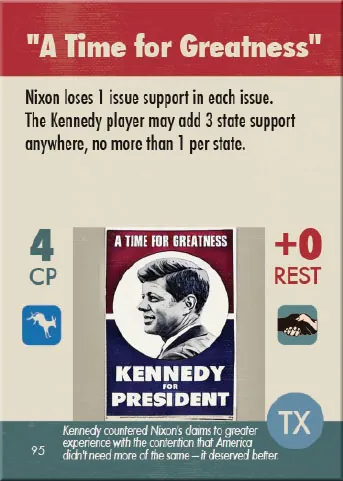 "A Time for Greatness"
Nixon loses 1 issue support in each issue.
The Kennedy player may add 3 state support
anywhere, no more than 1 per state.
4
CP
+0
REST
A TIME FOR GREATNESS
KENNEDY
FOR
PRESIDENT
TX
95
Kennedy countered Nixon's claims to greater
experience with the contention that America
didn't need more of the same – it deserved better.